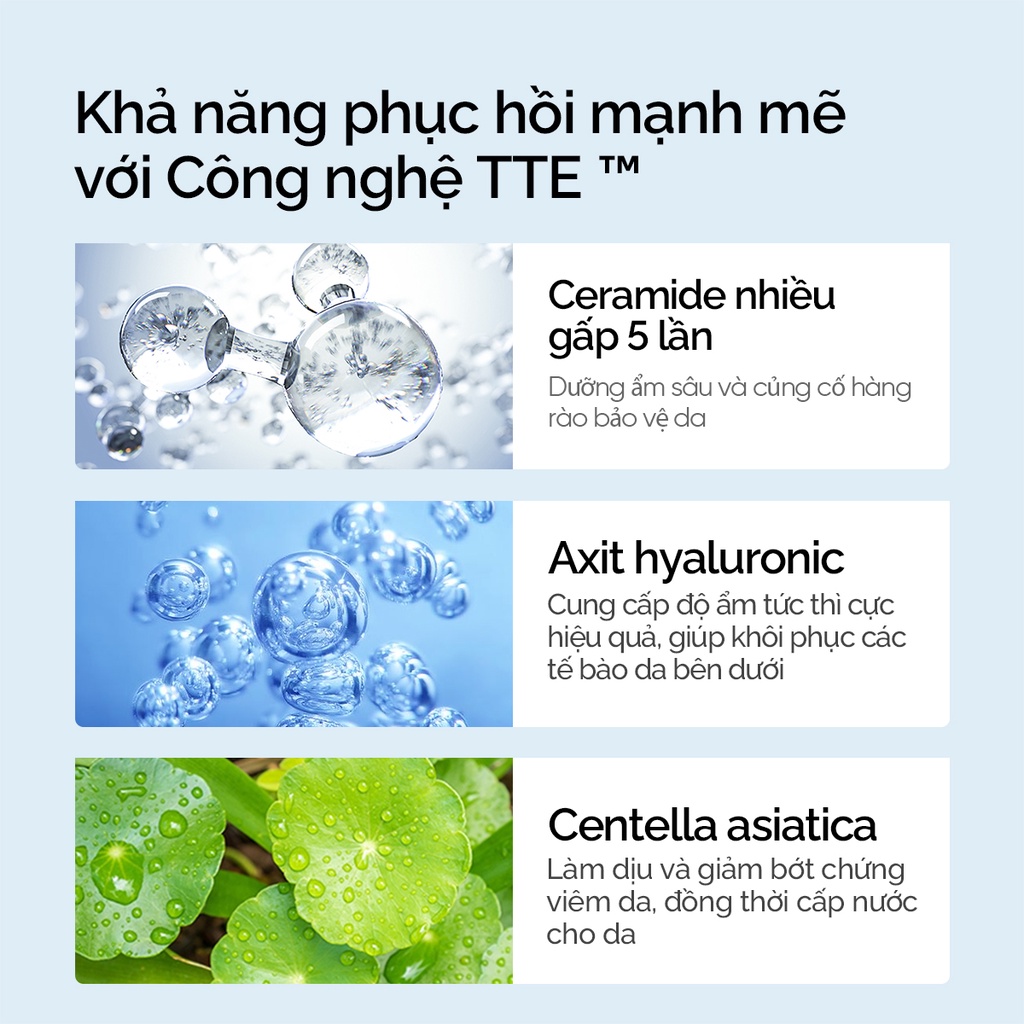 Khả năng phục hồi mạnh mẽ
với Công nghệ TTE ™
Ceramide nhiều
gấp 5 lần
Dưỡng ẩm sâu và củng cố hàng
rào bảo vệ da
Axit hyaluronic
Cung cấp độ ẩm tức thì cực
hiệu quả, giúp khôi phục các
tế bào da bên dưới
Centella asiatica
Làm dịu và giảm bớt chứng
viêm da, đồng thời cấp nước
cho da